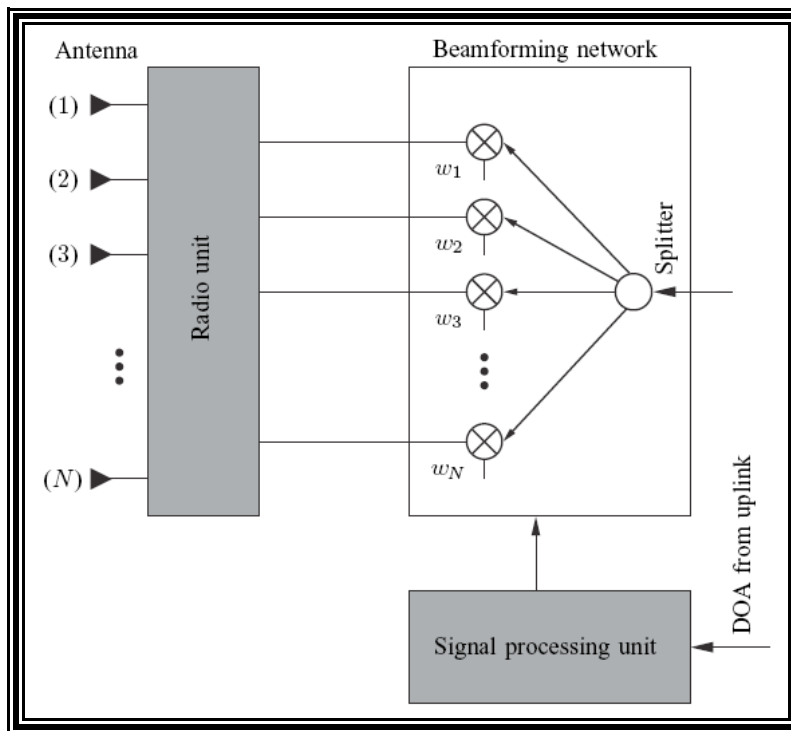 Antenna
Beamforming network
(1)
(2)
(3)
(N)
Radio unit
w1
w2
w3
wN
Splitter
DOA from uplink
Signal processing unit